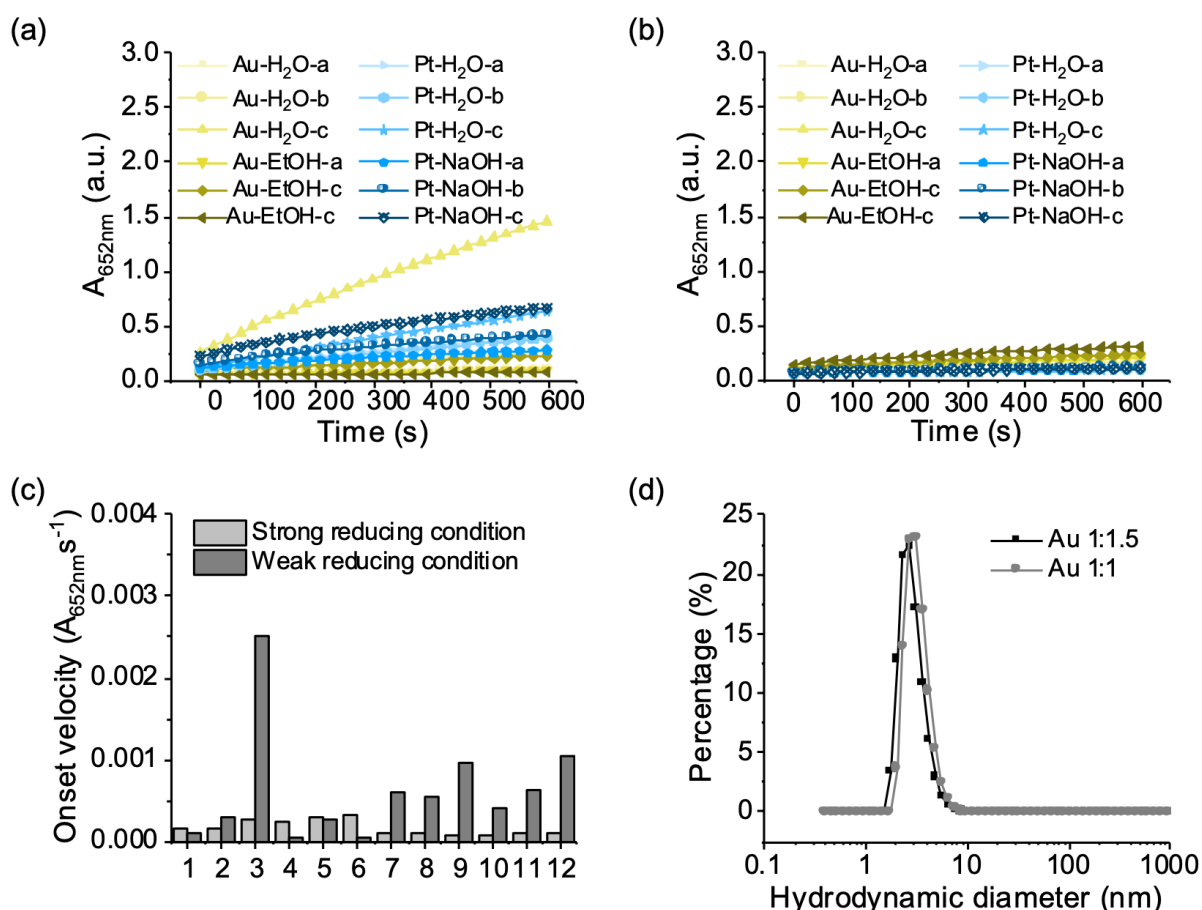 (a)
A652nm (a.u.)
3.0
2.5
2.0
1.5
1.0
0.5
0.0
Au-H2O-a
Au-H2O-b
Au-H2O-c
Au-EtOH-a
Au-EtOH-c
Au-EtOH-c
Pt-H2O-a
Pt-H2O-b
Pt-H2O-c
Pt-NaOH-a
Pt-NaOH-b
Pt-NaOH-c
0 100 200 300 400 500 600
Time (s)
(b)
A652nm (a.u.)
3.0
2.5
2.0
1.5
1.0
0.5
0.0
Au-H2O-a
Au-H2O-b
Au-H2O-c
Au-EtOH-a
Au-EtOH-c
Au-EtOH-c
Pt-H2O-a
Pt-H2O-b
Pt-H2O-c
Pt-NaOH-a
Pt-NaOH-b
Pt-NaOH-c
0 100 200 300 400 500 600
Time (s)
(c)
Onset velocity (A652nms-1)
0.004
0.003
0.002
0.001
0.000
Strong reducing condition
Weak reducing condition
1 2 3 4 5 6 7 8 9 10 11 12
(d)
Percentage (%)
25
20
15
10
5
0
Au 1:1.5
Au 1:1
0.1 1 10 100 1000
Hydrodynamic diameter (nm)